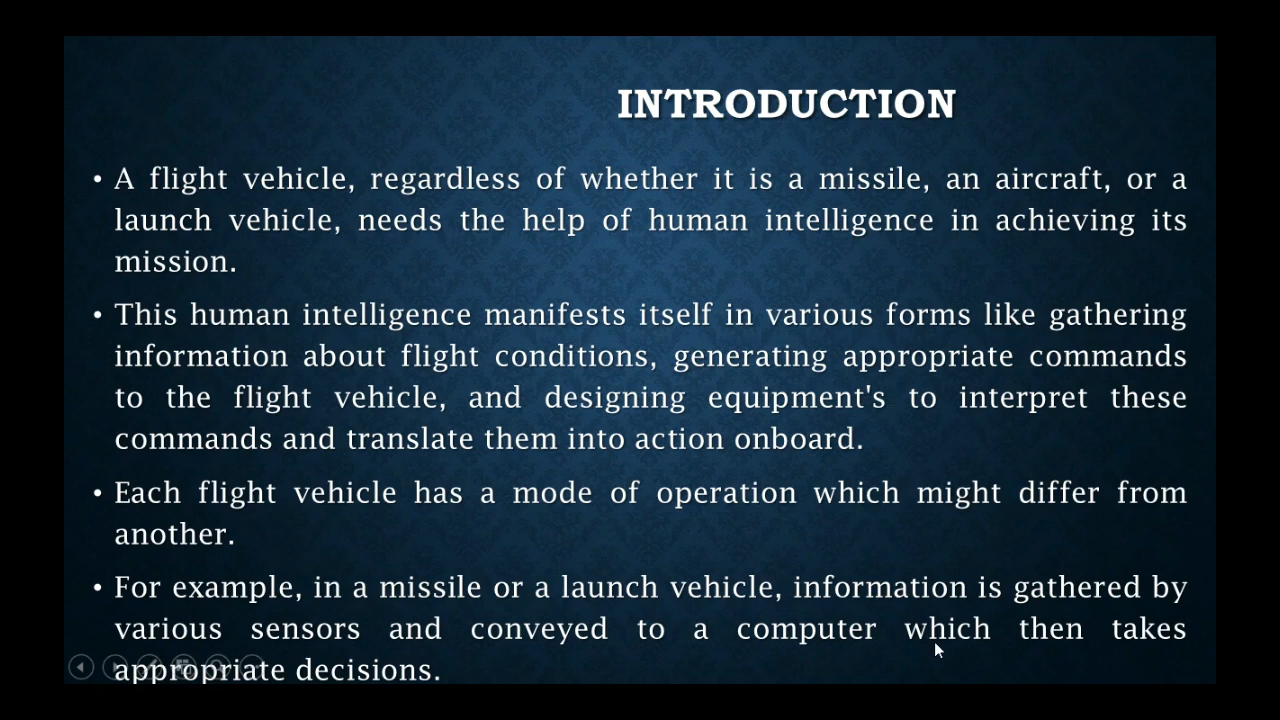 INTRODUCTION
• A flight vehicle, regardless of whether it is a missile, an aircraft, or a
launch vehicle, needs the help of human intelligence in achieving its
mission.
• This human intelligence manifests itself in various forms like gathering
information about flight conditions, generating appropriate commands
to the flight vehicle, and designing equipment's to interpret these
commands and translate them into action onboard.
• Each flight vehicle has a mode of operation which might differ from
another.
• For example, in a missile or a launch vehicle, information is gathered by
various sensors and conveyed to a computer which then takes
appropriate decisions.